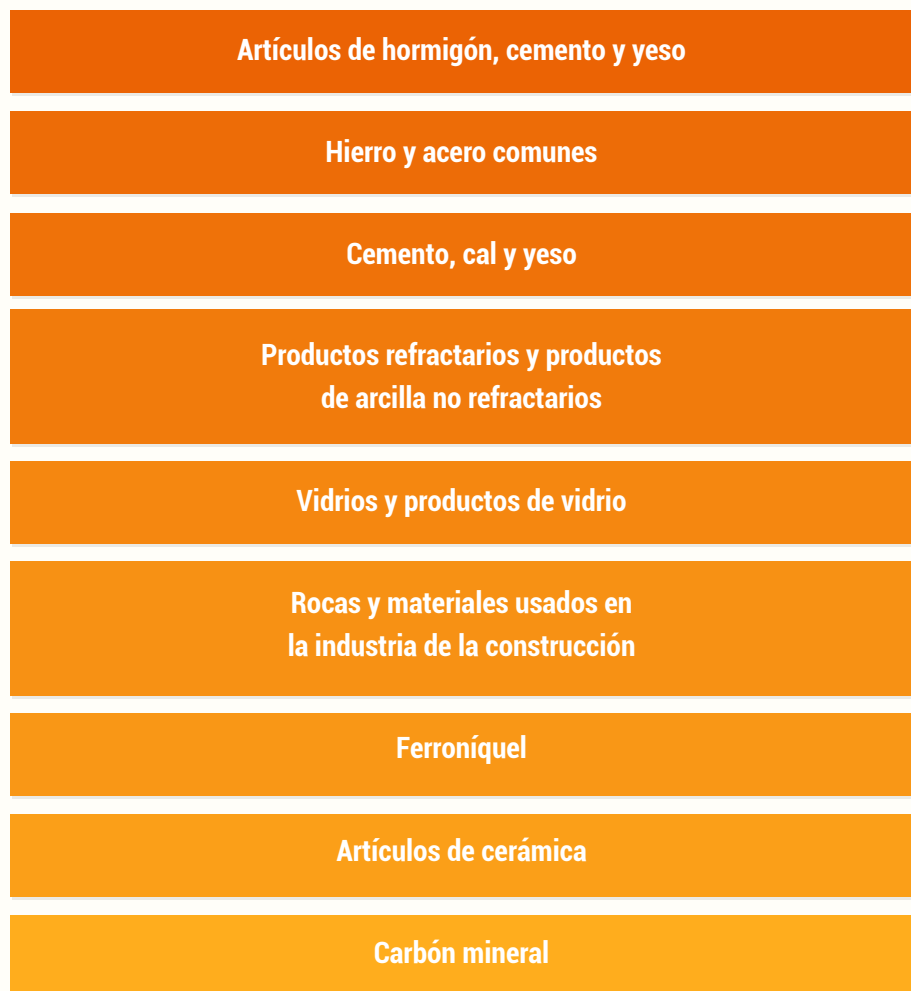 Artículos de hormigón, cemento y yeso
Hierro y acero comunes
Cemento, cal y yeso
Productos refractarios y productos
de arcilla no refractarios
Vidrios y productos de vidrio
Rocas y materiales usados en
la industria de la construcción
Ferroníquel
Artículos de cerámica
Carbón mineral